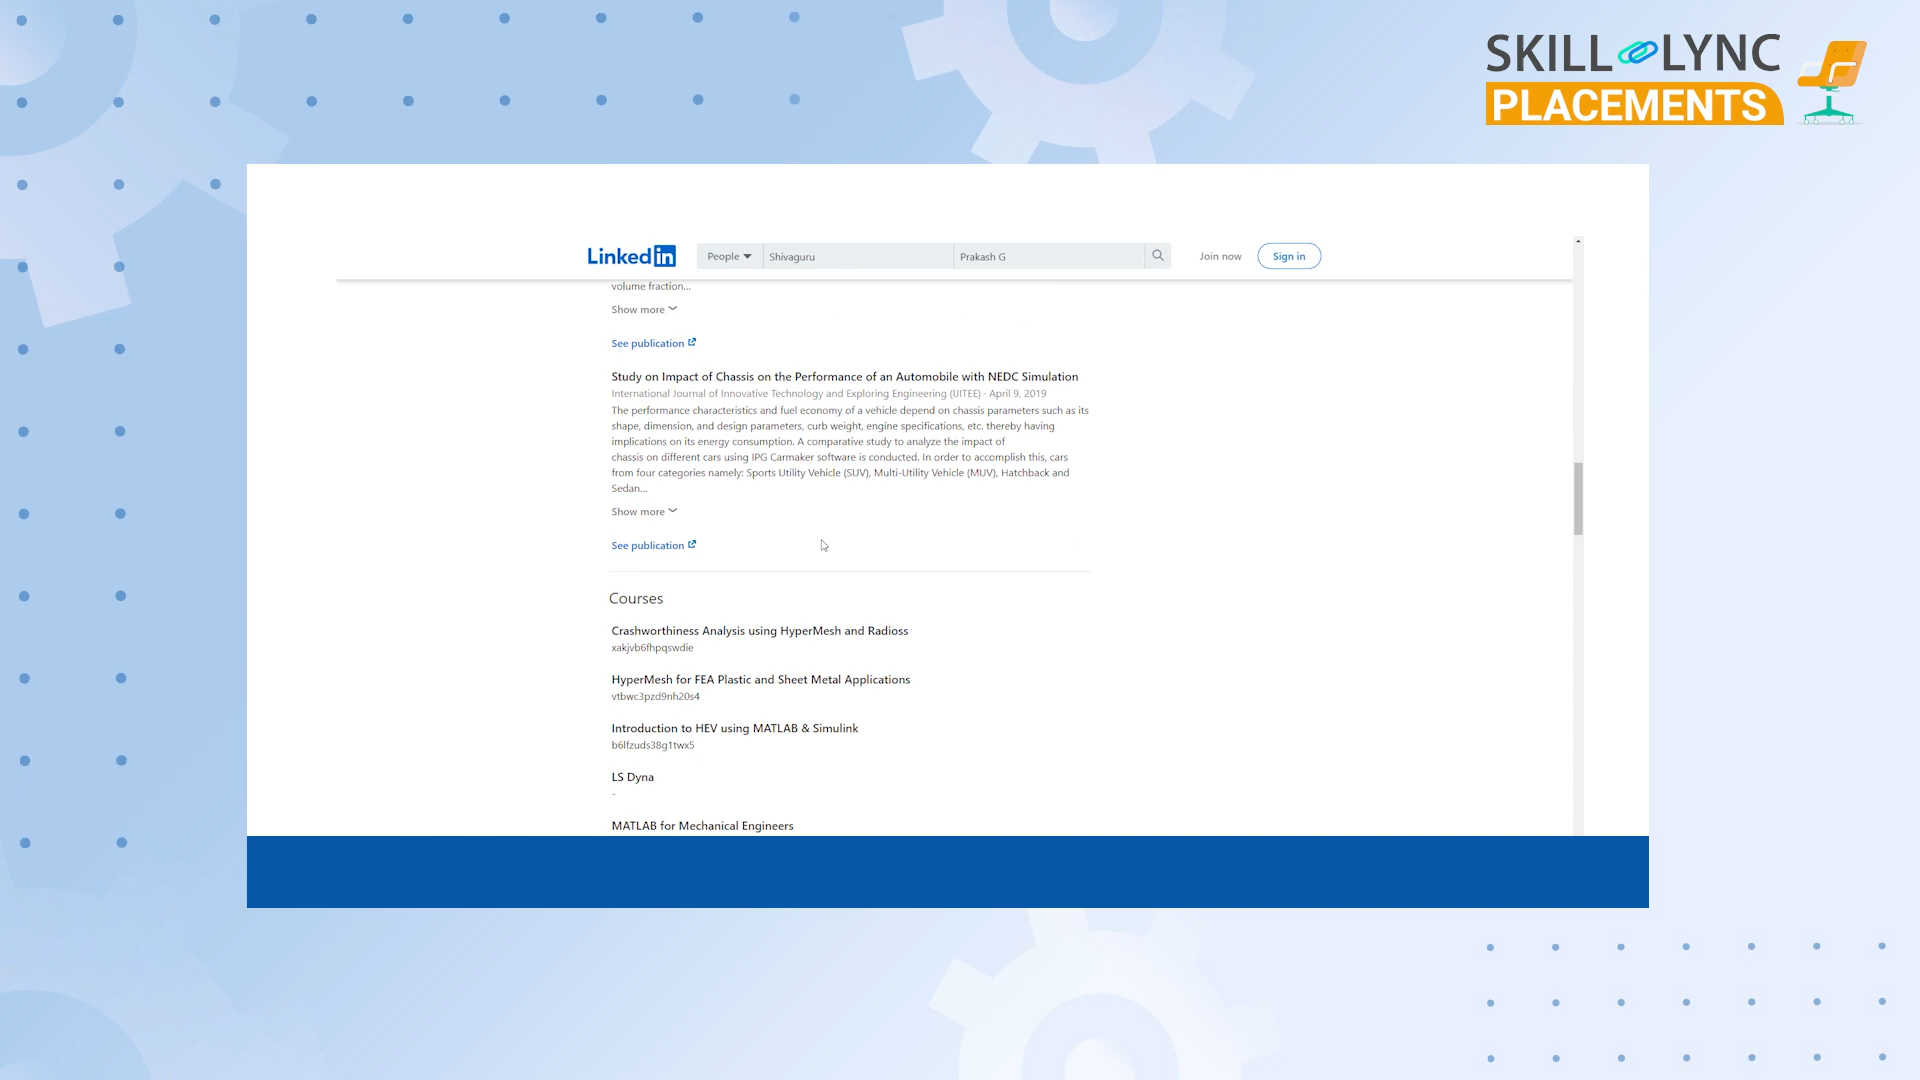 SKILL LYNC
PLACEMENTS
Linked in
People
Shivaguru
Prakash G
Join now
Sign in
volume fraction...
Show more
See publication
Study on Impact of Chassis on the Performance of an Automobile with NEDC Simulation
International Journal of Innovative Technology and Exploring Engineering (IJITEE) · April 9, 2019
The performance characteristics and fuel economy of a vehicle depend on chassis parameters such as its
shape, dimension, and design parameters, curb weight, engine specifications, etc. thereby having
implications on its energy consumption. A comparative study to analyze the impact of
chassis on different cars using IPG Carmaker software is conducted. In order to accomplish this, cars
from four categories namely: Sports Utility Vehicle (SUV), Multi-Utility Vehicle (MUV), Hatchback and
Sedan...
Show more
See publication
Courses
Crashworthiness Analysis using HyperMesh and Radioss
xakjvb6fhpqswdie
HyperMesh for FEA Plastic and Sheet Metal Applications
vtbwc3pzd9nh20s4
Introduction to HEV using MATLAB & Simulink
b6lfzuds38g1twx5
LS Dyna
-
MATLAB for Mechanical Engineers